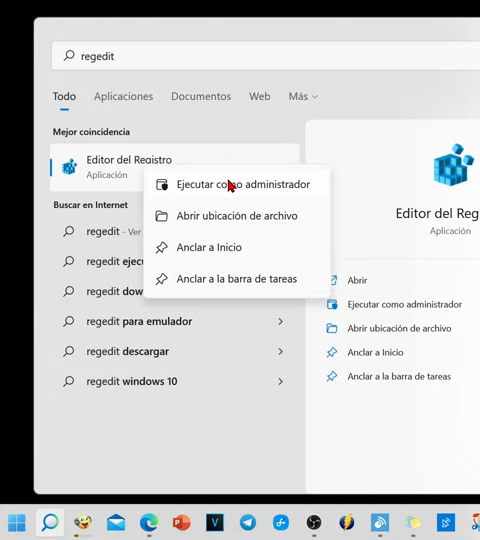 regedit
Todo Aplicaciones Documentos Web Más
Mejor coincidencia
Editor del Registro
Aplicación
Ejecutar como administrador
Abrir ubicación de archivo
Anclar a Inicio
Anclar a la barra de tareas
Buscar en Internet
regedit - Ver
regedit ejecu
regedit dow
regedit para emulador
regedit descargar
regedit windows 10
Editor del Reg
Aplicación
Abrir
Ejecutar como administrador
Abrir ubicación de archivo
Anclar a Inicio
Anclar a la barra de tareas